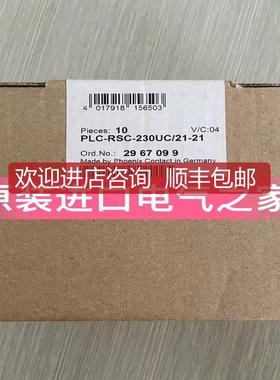 4 017918 156503
Pieces: 10 V/C:04
PLC-RSC-230UC/21-21
Ord.No.: 29 67 09 9
Made by Phoenix Contact in Germany
欢迎进店咨询 顺丰包邮
原装进口电气之家